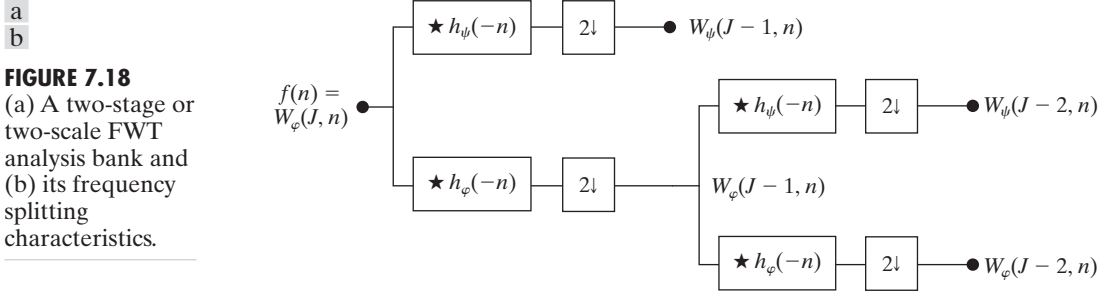 a
b
FIGURE 7.18
(a) A two-stage or
two-scale FWT
analysis bank and
(b) its frequency
splitting
characteristics.
★ h_ψ(−n)
2↓
W_ψ(J − 1, n)
f(n) =
W_φ(J, n)
★ h_ψ(−n)
2↓
W_ψ(J − 2, n)
★ h_φ(−n)
2↓
W_φ(J − 1, n)
★ h_φ(−n)
2↓
W_φ(J − 2, n)